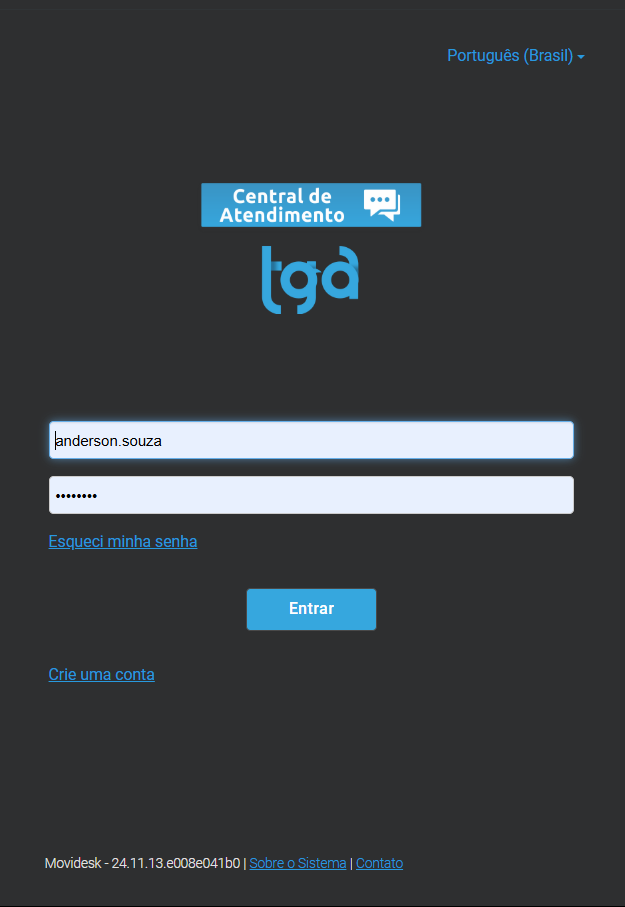 Português (Brasil)
Central de
Atendimento
tga
anderson.souza
••••••••
Esqueci minha senha
Entrar
Crie uma conta
Movidesk - 24.11.13.e008e041b0 | Sobre o Sistema | Contato